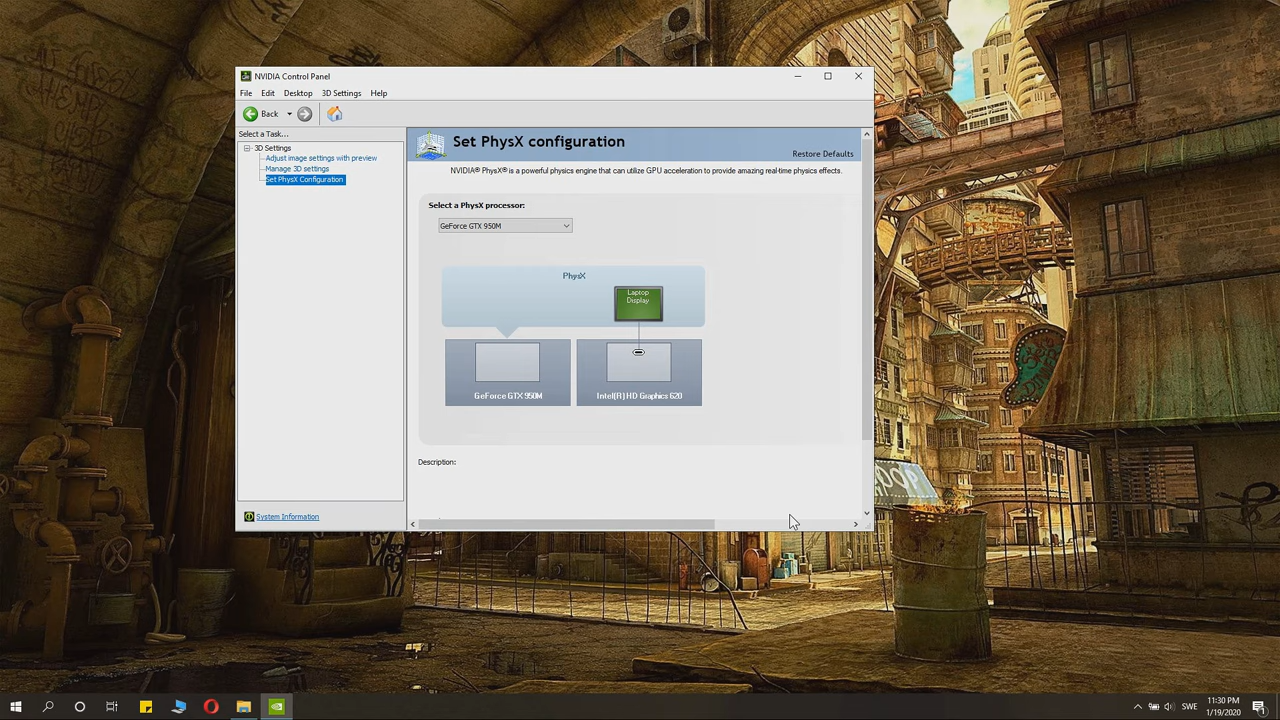 NVIDIA Control Panel
File Edit Desktop 3D Settings Help
Back
Select a Task...
3D Settings
Adjust image settings with preview
Manage 3D settings
Set PhysX Configuration
System Information
Set PhysX configuration
Restore Defaults
NVIDIA® PhysX® is a powerful physics engine that can utilize GPU acceleration to provide amazing real-time physics effects.
Select a PhysX processor:
GeForce GTX 950M
PhysX
Laptop
Display
GeForce GTX 950M
Intel(R) HD Graphics 620
Description:
SWE
11:30 PM
1/19/2020
1